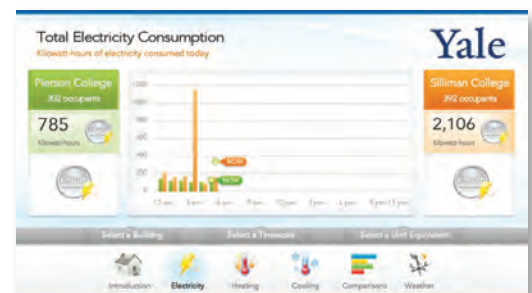 Total Electricity Consumption
Kilowatt-hours of electricity consumed today
Yale
Pierson College
302 occupants
785
Kilowatt-hours
Silliman College
392 occupants
2,106
Kilowatt-hours
1200
NOW
NOW
Select a Building
Select a Timescale
Select a Unit Equivalent
Introduction
Electricity
Heating
Cooling
Comparisons
Weather